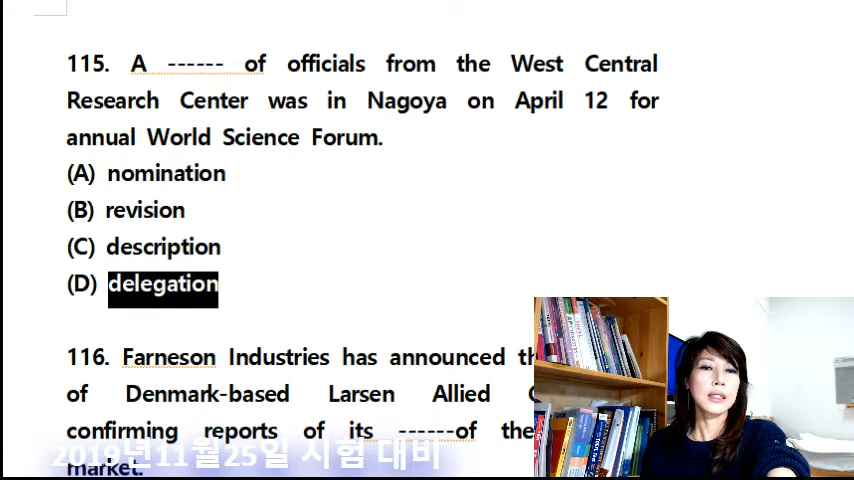 115. A ------ of officials from the West Central
Research Center was in Nagoya on April 12 for
annual World Science Forum.
(A) nomination
(B) revision
(C) description
(D) delegation
116. Farneson Industries has announced
of Denmark-based Larsen Allied
confirming reports of its ------of the
market.
2019년11월25일 시험 대비